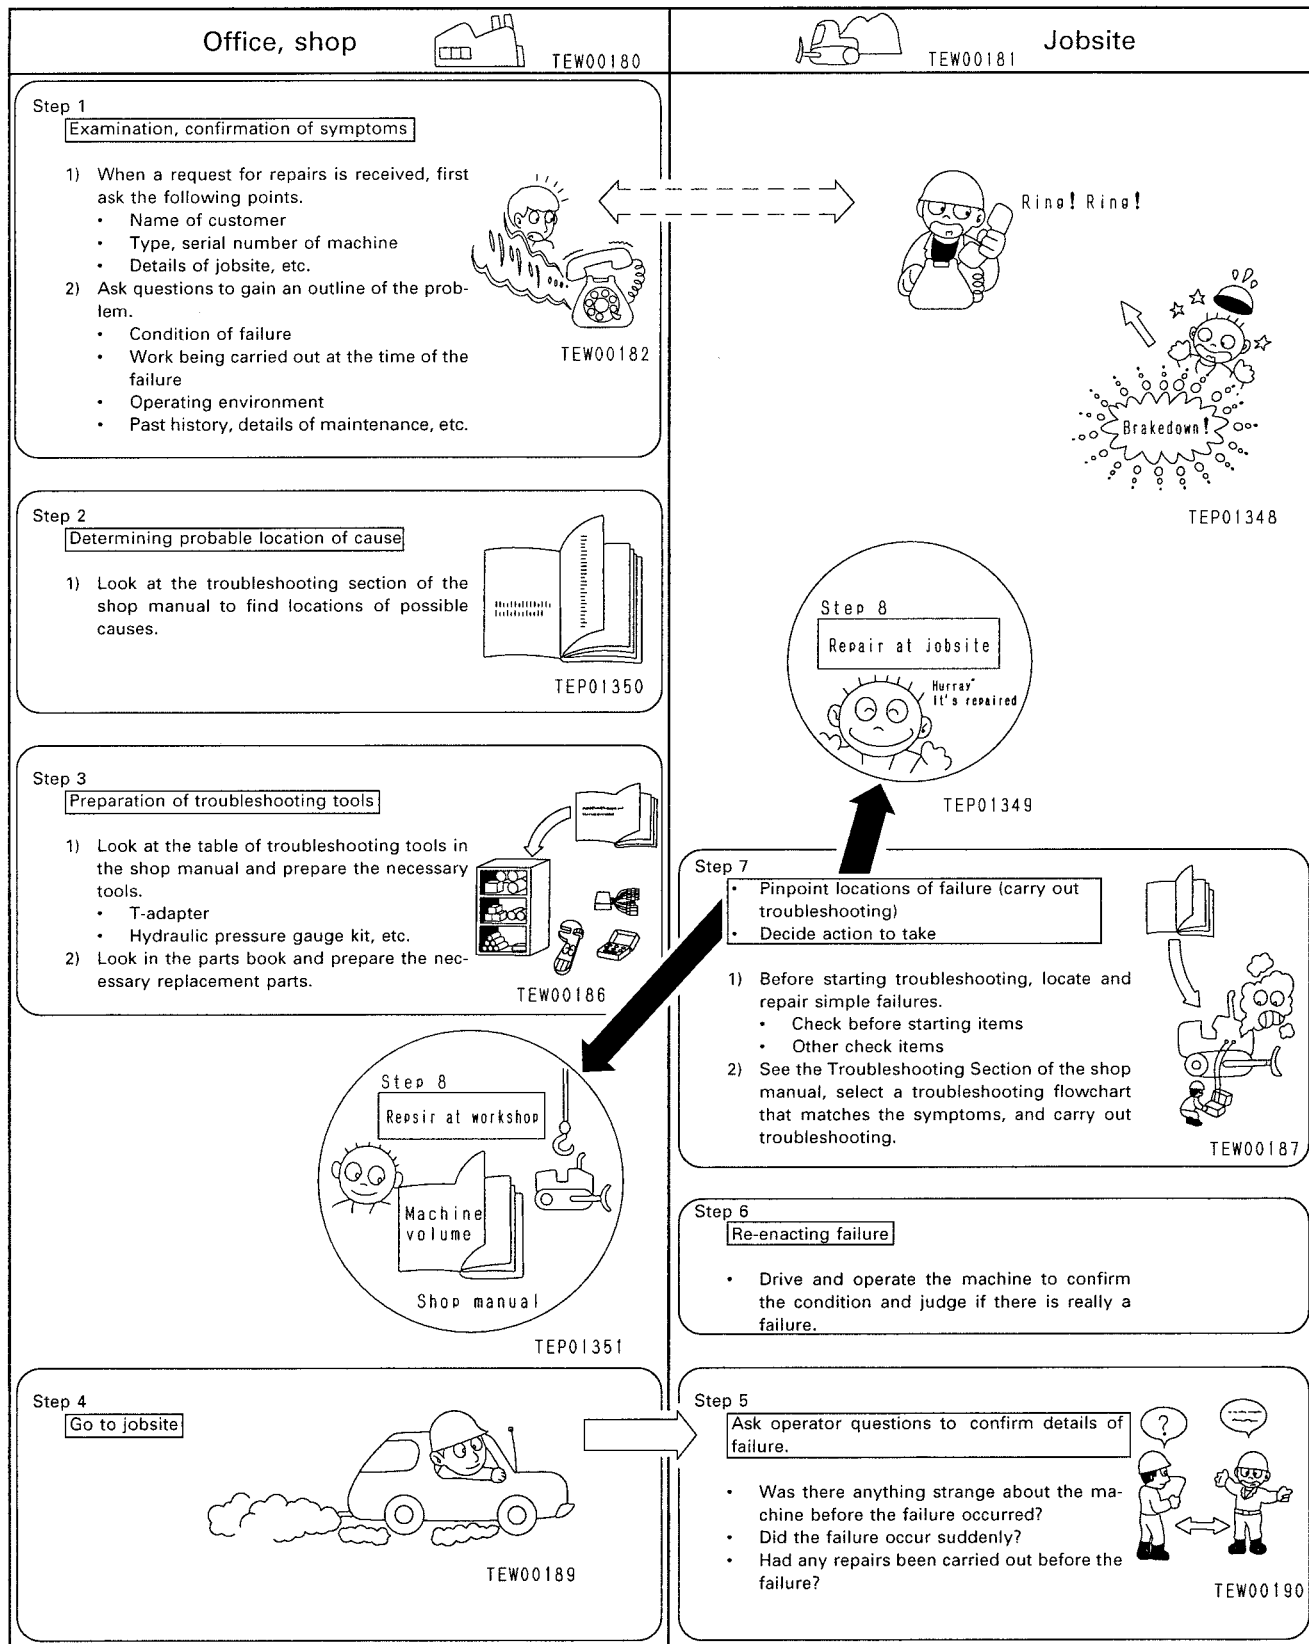 Office, shop
TEW00180
TEW00181
Jobsite
Step 1
Examination, confirmation of symptoms
1) When a request for repairs is received, first
ask the following points.
• Name of customer
• Type, serial number of machine
• Details of jobsite, etc.
2) Ask questions to gain an outline of the prob-
lem.
• Condition of failure
• Work being carried out at the time of the
failure
• Operating environment
• Past history, details of maintenance, etc.
TEW00182
Ring! Ring!
Brakedown!
TEP01348
Step 2
Determining probable location of cause
1) Look at the troubleshooting section of the
shop manual to find locations of possible
causes.
TEP01350
Step 8
Repair at jobsite
Hurray"
It's repaired
TEP01349
Step 3
Preparation of troubleshooting tools
1) Look at the table of troubleshooting tools in
the shop manual and prepare the necessary
tools.
• T-adapter
• Hydraulic pressure gauge kit, etc.
2) Look in the parts book and prepare the nec-
essary replacement parts.
TEW00186
Step 7
• Pinpoint locations of failure (carry out
troubleshooting)
• Decide action to take
1) Before starting troubleshooting, locate and
repair simple failures.
• Check before starting items
• Other check items
2) See the Troubleshooting Section of the shop
manual, select a troubleshooting flowchart
that matches the symptoms, and carry out
troubleshooting.
TEW00187
Step 8
Repsir at workshop
Machine
volume
Shop manual
TEP01351
Step 6
Re-enacting failure
• Drive and operate the machine to confirm
the condition and judge if there is really a
failure.
Step 4
Go to jobsite
TEW00189
Step 5
Ask operator questions to confirm details of
failure.
• Was there anything strange about the ma-
chine before the failure occurred?
• Did the failure occur suddenly?
• Had any repairs been carried out before the
failure?
?
TEW00190